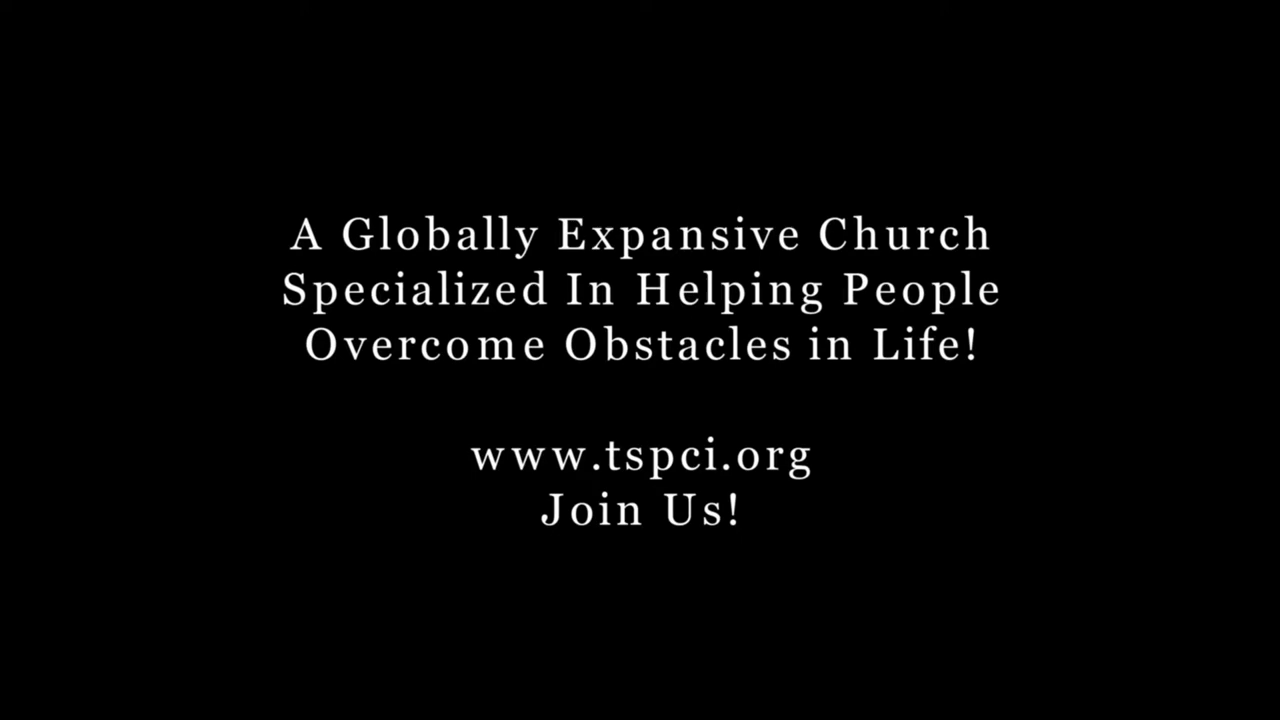 A Globally Expansive Church
Specialized In Helping People
Overcome Obstacles in Life!
www.tspci.org
Join Us!